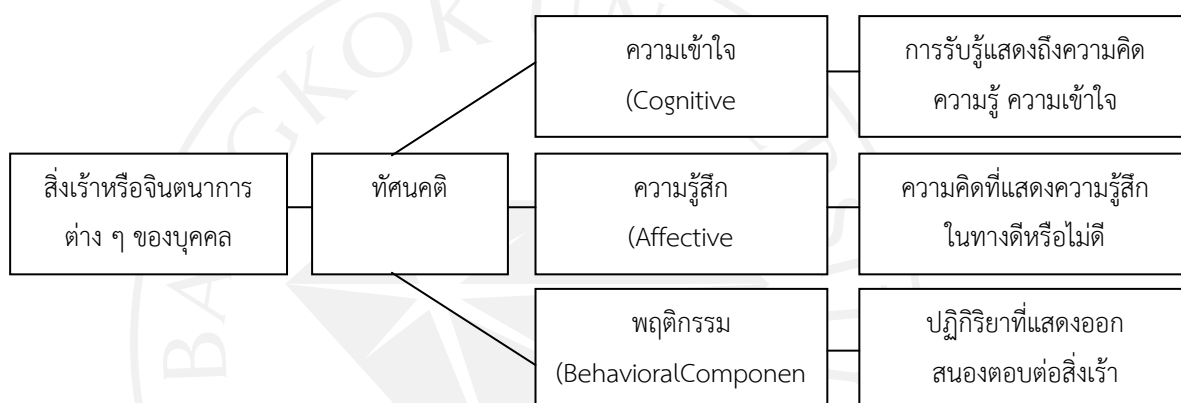 สิ่งเร้าหรือจินตนาการ
ต่าง ๆ ของบุคคล
ทัศนคติ
ความเข้าใจ
(Cognitive
การรับรู้แสดงถึงความคิด
ความรู้ ความเข้าใจ
ความรู้สึก
(Affective
ความคิดที่แสดงความรู้สึก
ในทางดีหรือไม่ดี
พฤติกรรม
(BehavioralComponen
ปฏิกิริยาที่แสดงออก
สนองตอบต่อสิ่งเร้า
BANGKOK